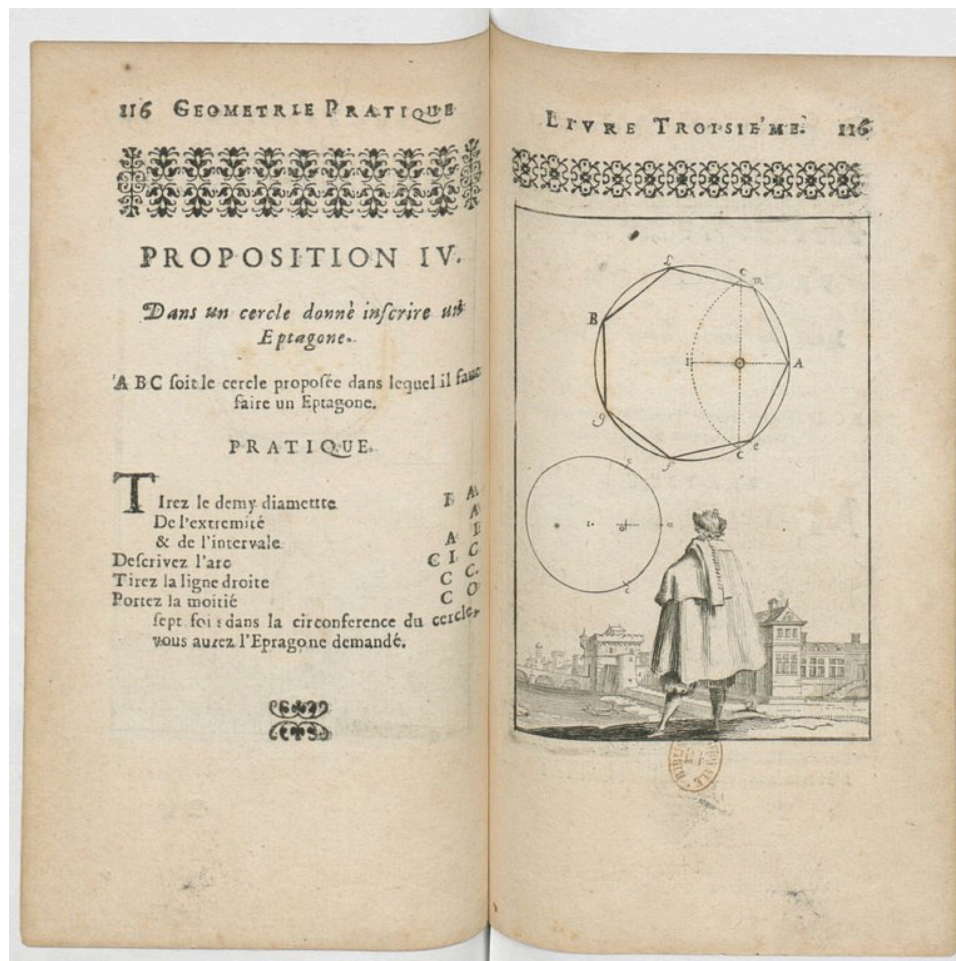 116 GEOMETRIE PRATIQUE
PROPOSITION IV.
Dans un cercle donnè inſcrire un
Eptagone.
A B C ſoit le cercle propoſée dans lequel il faut
faire un Eptagone.
PRATIQUE.
Tirez le demy diamettre I A
De l'extremité A
& de l'intervale A I
Deſcrivez l'arc C I C
Tirez la ligne droite C C
Portez la moitié C O
ſept fois dans la circonference du cercle,
vous aurez l'Epragone demandé.
LIVRE TROISIE'ME. 116
L
C
m
B
I
A
g
f
C
e
c
I
o
a
c